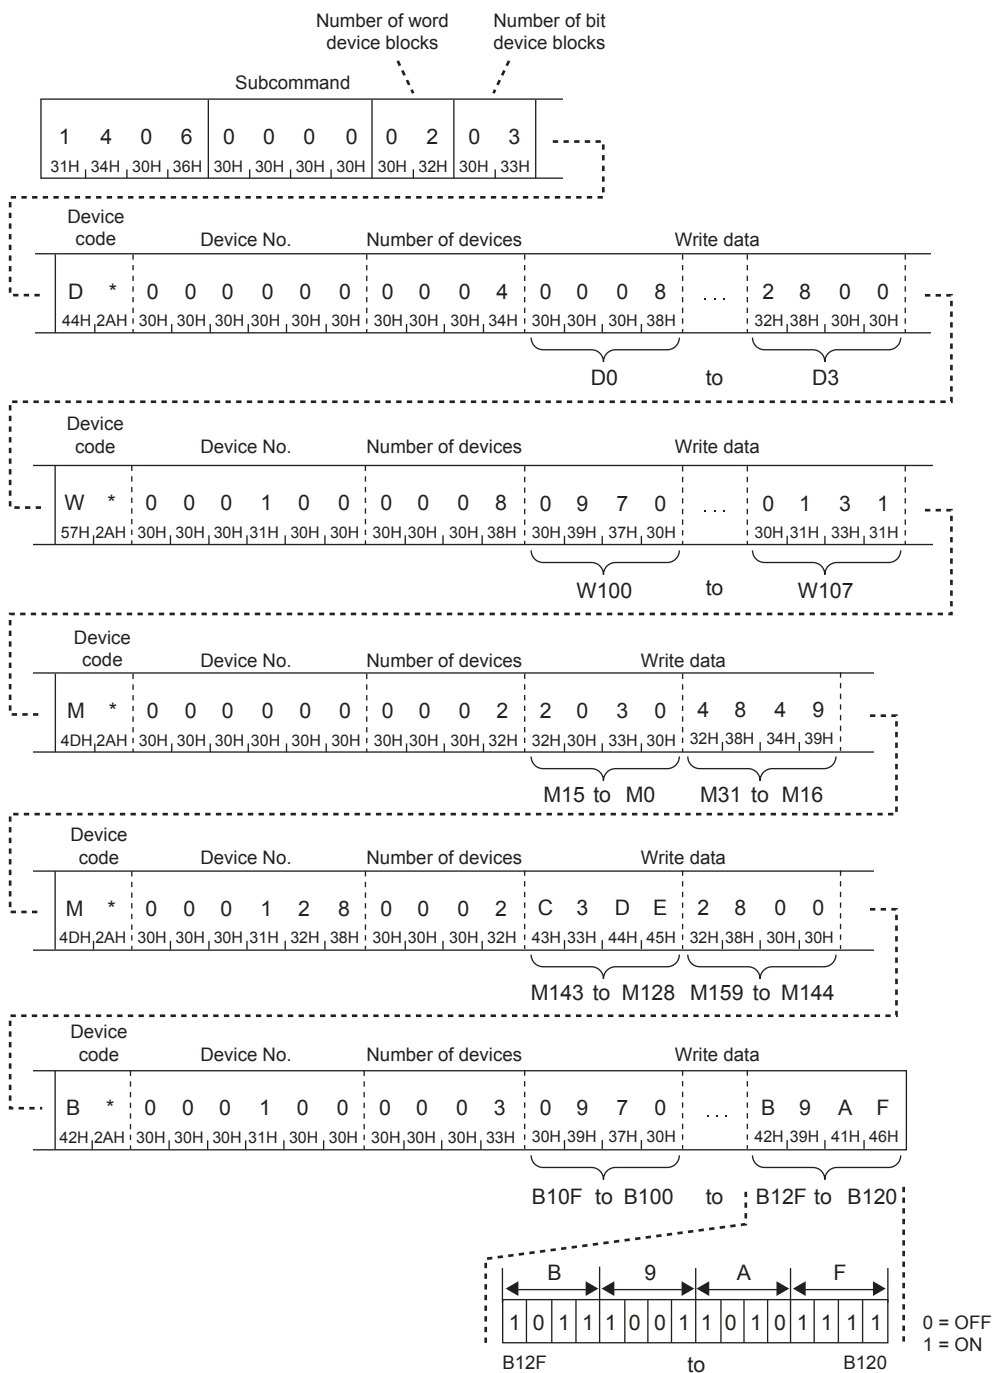 Number of word Number of bit
device blocks device blocks
Subcommand
1 4 0 6 0 0 0 0 0 2 0 3
31H 34H 30H 36H 30H 30H 30H 30H 30H 32H 30H 33H
Device
code Device No. Number of devices Write data
D * 0 0 0 0 0 0 0 0 0 4 0 0 0 8 ... 2 8 0 0
44H 2AH 30H 30H 30H 30H 30H 30H 30H 30H 30H 34H 30H 30H 30H 38H 32H 38H 30H 30H
D0 to D3
Device
code Device No. Number of devices Write data
W * 0 0 0 1 0 0 0 0 0 8 0 9 7 0 ... 0 1 3 1
57H 2AH 30H 30H 30H 31H 30H 30H 30H 30H 30H 38H 30H 39H 37H 30H 30H 31H 33H 31H
W100 to W107
Device
code Device No. Number of devices Write data
M * 0 0 0 0 0 0 0 0 0 2 2 0 3 0 4 8 4 9
4DH 2AH 30H 30H 30H 30H 30H 30H 30H 30H 30H 32H 32H 30H 33H 30H 32H 38H 34H 39H
M15 to M0 M31 to M16
Device
code Device No. Number of devices Write data
M * 0 0 0 1 2 8 0 0 0 2 C 3 D E 2 8 0 0
4DH 2AH 30H 30H 30H 31H 32H 38H 30H 30H 30H 32H 43H 33H 44H 45H 32H 38H 30H 30H
M143 to M128 M159 to M144
Device
code Device No. Number of devices Write data
B * 0 0 0 1 0 0 0 0 0 3 0 9 7 0 ... B 9 A F
42H 2AH 30H 30H 30H 31H 30H 30H 30H 30H 30H 33H 30H 39H 37H 30H 42H 39H 41H 46H
B10F to B100 to B12F to B120
B 9 A F
1 0 1 1 1 0 0 1 1 0 1 0 1 1 1 1 0 = OFF
1 = ON
B12F to B120